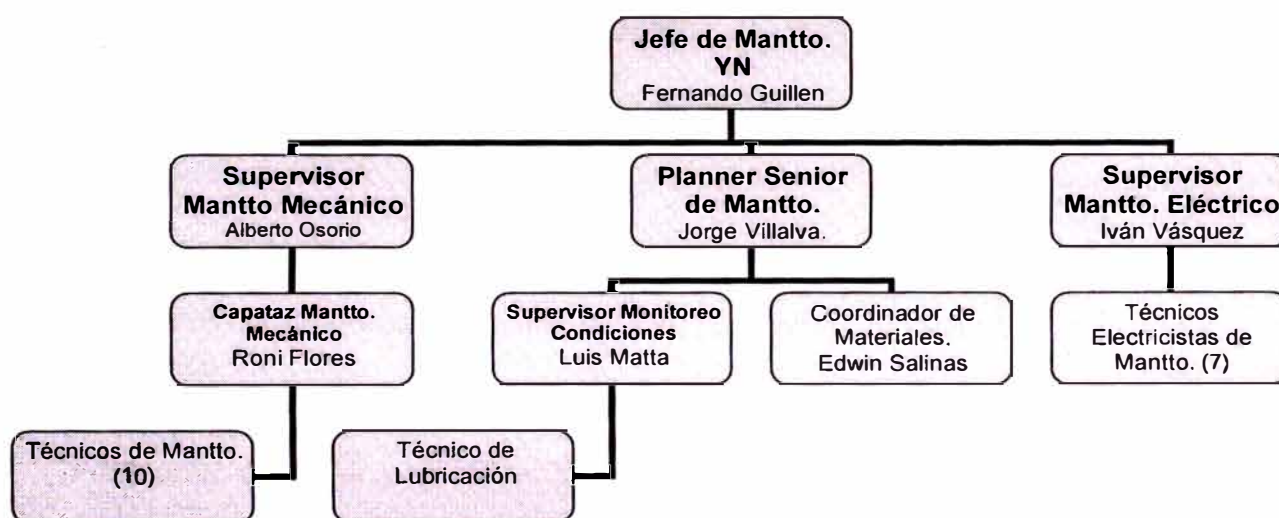 Jefe de Mantto.
YN
Fernando Guillen
Supervisor
Mantto Mecánico
Alberto Osorio
Planner Senior
de Mantto.
Jorge Villalva.
Supervisor
Mantto. Eléctrico
Iván Vásquez
Capataz Mantto.
Mecánico
Roni Flores
Supervisor Monitoreo
Condiciones
Luis Matta
Coordinador de
Materiales.
Edwin Salinas
Técnicos
Electricistas de
Mantto. (7)
Técnicos de Mantto.
(10)
Técnico de
Lubricación